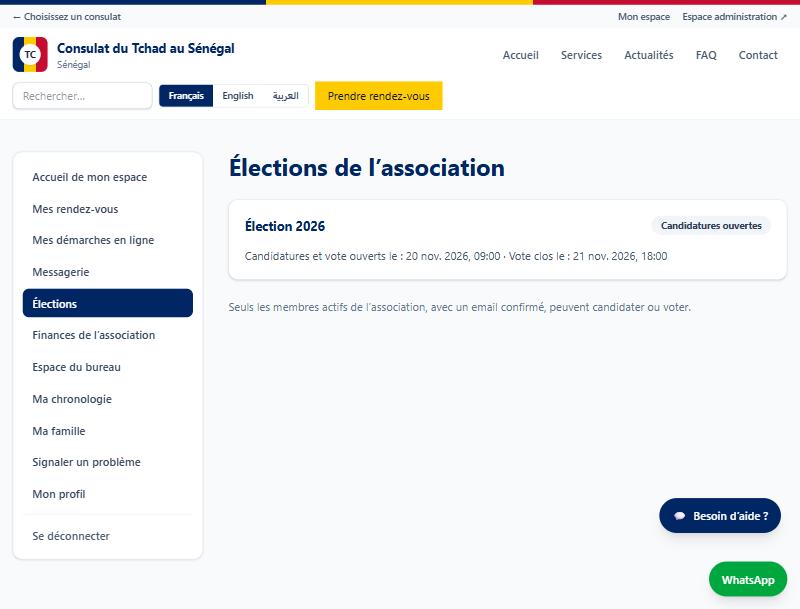 ← Choisissez un consulat
Mon espace
Espace administration ↗
TC
Consulat du Tchad au Sénégal
Sénégal
Accueil
Services
Actualités
FAQ
Contact
Rechercher...
Français
English
العربية
Prendre rendez-vous
Accueil de mon espace
Mes rendez-vous
Mes démarches en ligne
Messagerie
Élections
Finances de l’association
Espace du bureau
Ma chronologie
Ma famille
Signaler un problème
Mon profil
Se déconnecter
Élections de l’association
Élection 2026
Candidatures ouvertes
Candidatures et vote ouverts le : 20 nov. 2026, 09:00 · Vote clos le : 21 nov. 2026, 18:00
Seuls les membres actifs de l’association, avec un email confirmé, peuvent candidater ou voter.
Besoin d’aide ?
WhatsApp